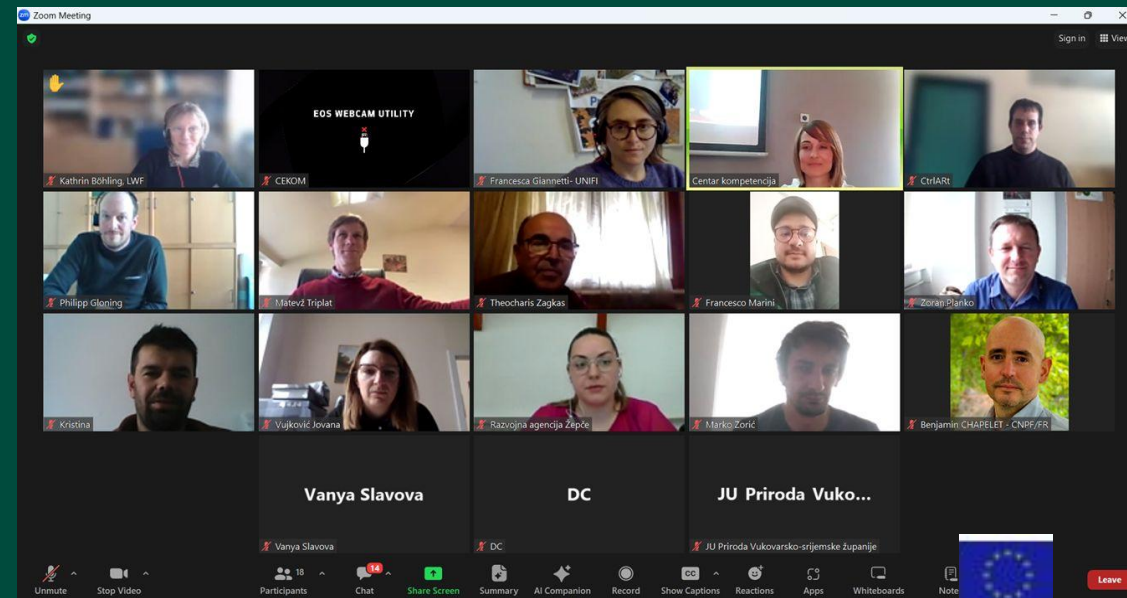 Zoom Meeting
Sign in View
Kathrin Böhling, LWF
EOS WEBCAM UTILITY
CEKOM
Francesca Giannetti- UNIFI
Centar kompetencija
CtrlARt
Philipp Gloning
Matevž Triplat
Theocharis Zagkas
Francesco Marini
Zoran Planko
Kristina
Vujković Jovana
Razvojna agencija Žepče
Marko Zorić
Benjamin CHAPELET - CNPF/FR
Vanya Slavova
DC
JU Priroda Vuko...
Vanya Slavova
DC
JU Priroda Vukovarsko-srijemske županije
18
14
CC
Unmute
Stop Video
Participants
Chat
Share Screen
Summary
AI Companion
Record
Show Captions
Reactions
Apps
Whiteboards
Note
Leave